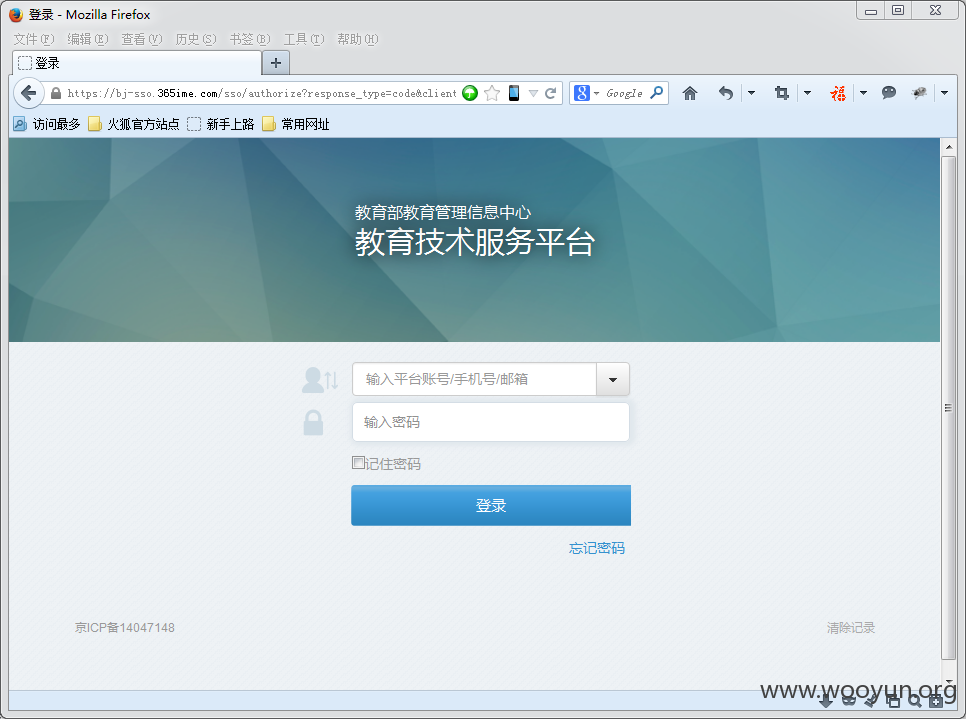 登录 - Mozilla Firefox
文件(F) 编辑(E) 查看(V) 历史(S) 书签(B) 工具(T) 帮助(H)
登录
https://bj-sso.365ime.com/sso/authorize?response_type=code&client
Google
访问最多 火狐官方站点 新手上路 常用网址
教育部教育管理信息中心
教育技术服务平台
输入平台账号/手机号/邮箱
输入密码
记住密码
登录
忘记密码
京ICP备14047148 清除记录
www.wooyun.org